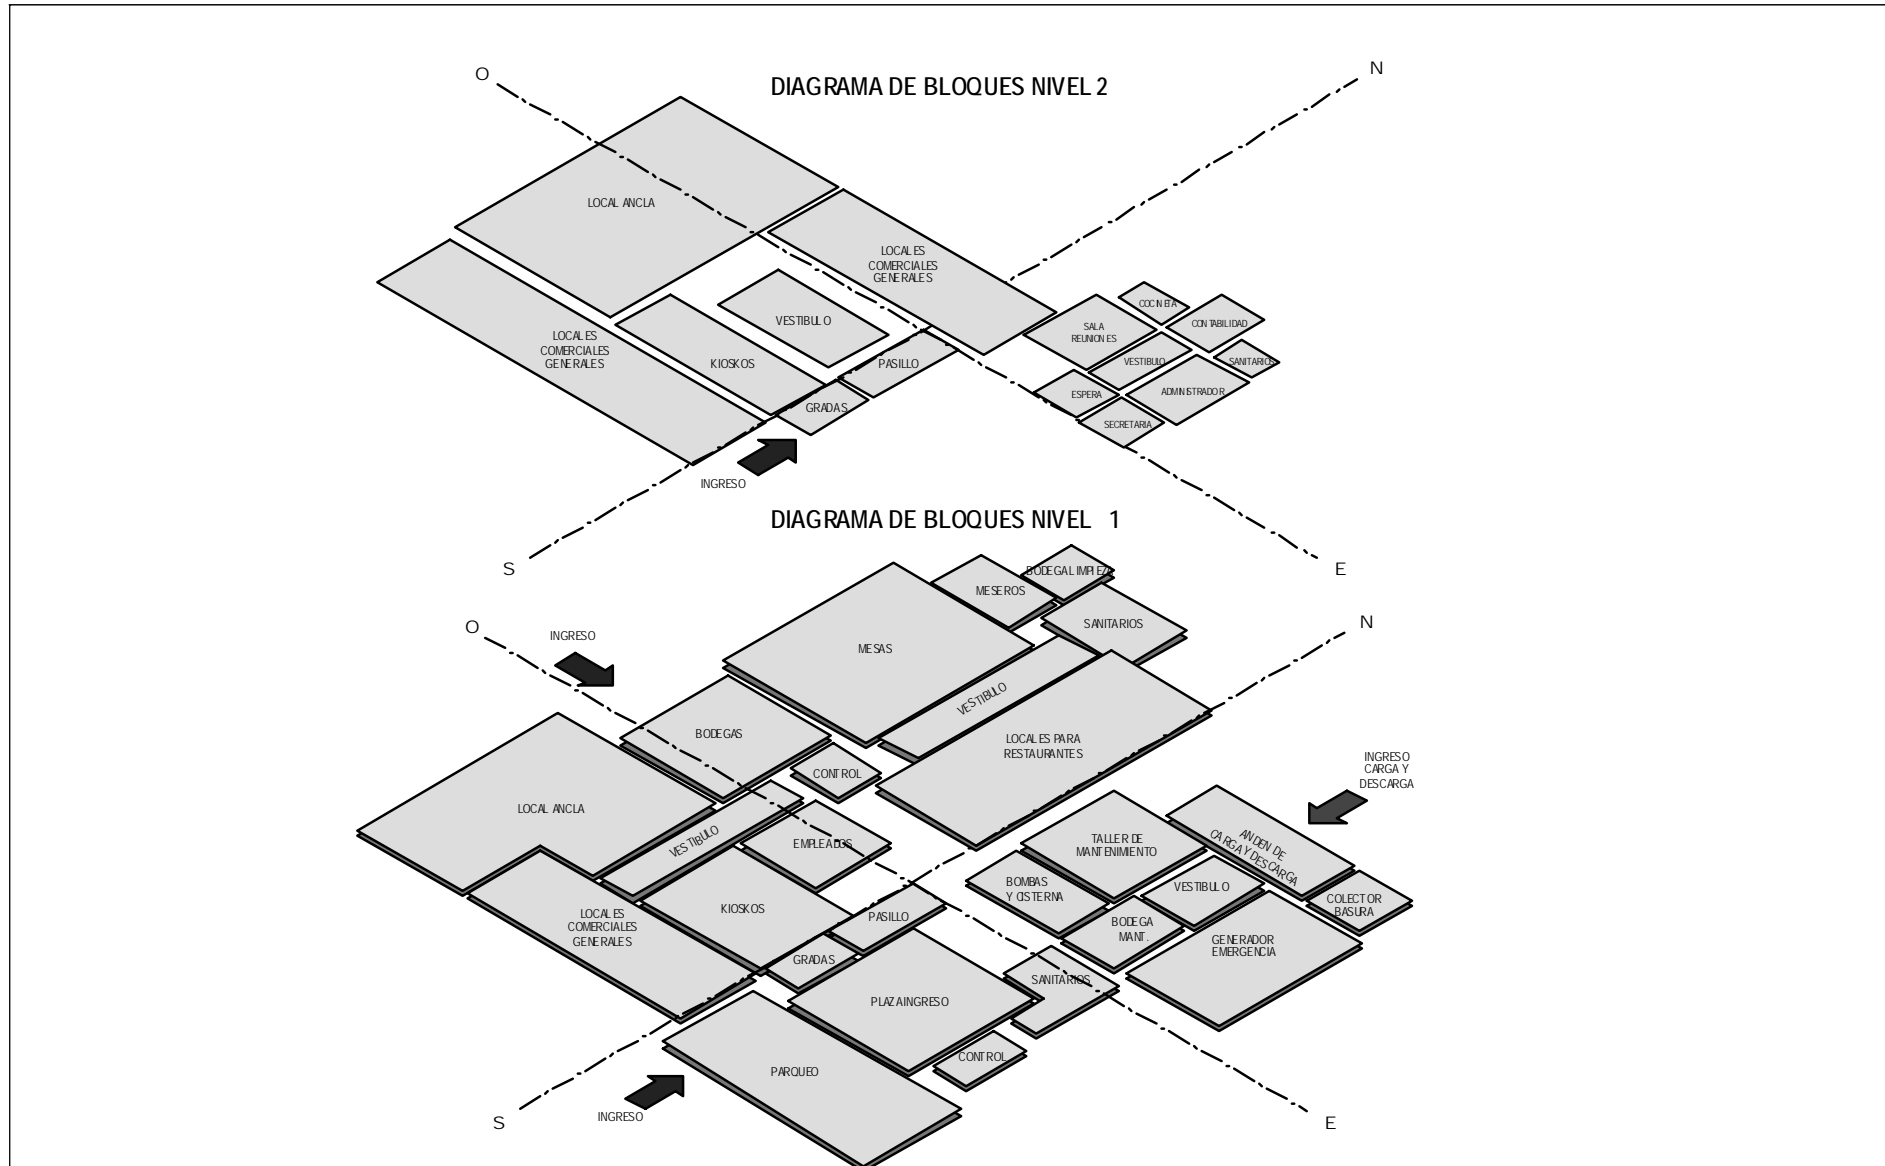 O
N
DIAGRAMA DE BLOQUES NIVEL 2
LOCAL ANCLA
LOCALES
COMERCIALES
GENERALES
COCINETA
CONTABILIDAD
SALA
REUNIONES
VESTIBULO
LOCALES
COMERCIALES
GENERALES
KIOSKOS
PASILLO
VESTIBULO
SANITARIOS
ESPERA
ADMINISTRADOR
GRADAS
SECRETARIA
INGRESO
S
E
DIAGRAMA DE BLOQUES NIVEL 1
BODEGA LIMPIEZA
MESEROS
SANITARIOS
O
INGRESO
N
MESAS
VESTIBULO
BODEGAS
LOCALES PARA
RESTAURANTES
CONTROL
INGRESO
CARGA Y
DESCARGA
LOCAL ANCLA
VESTIBULO
EMPLEADOS
TALLER DE
MANTENIMIENTO
ANDEN DE
CARGA Y DESCARGA
BOMBAS
Y CISTERNA
VESTIBULO
COLECTOR
BASURA
KIOSKOS
PASILLO
LOCALES
COMERCIALES
GENERALES
BODEGA
MANT.
GENERADOR
EMERGENCIA
GRADAS
SANITARIOS
PLAZA INGRESO
CONTROL
PARQUEO
INGRESO
S
E